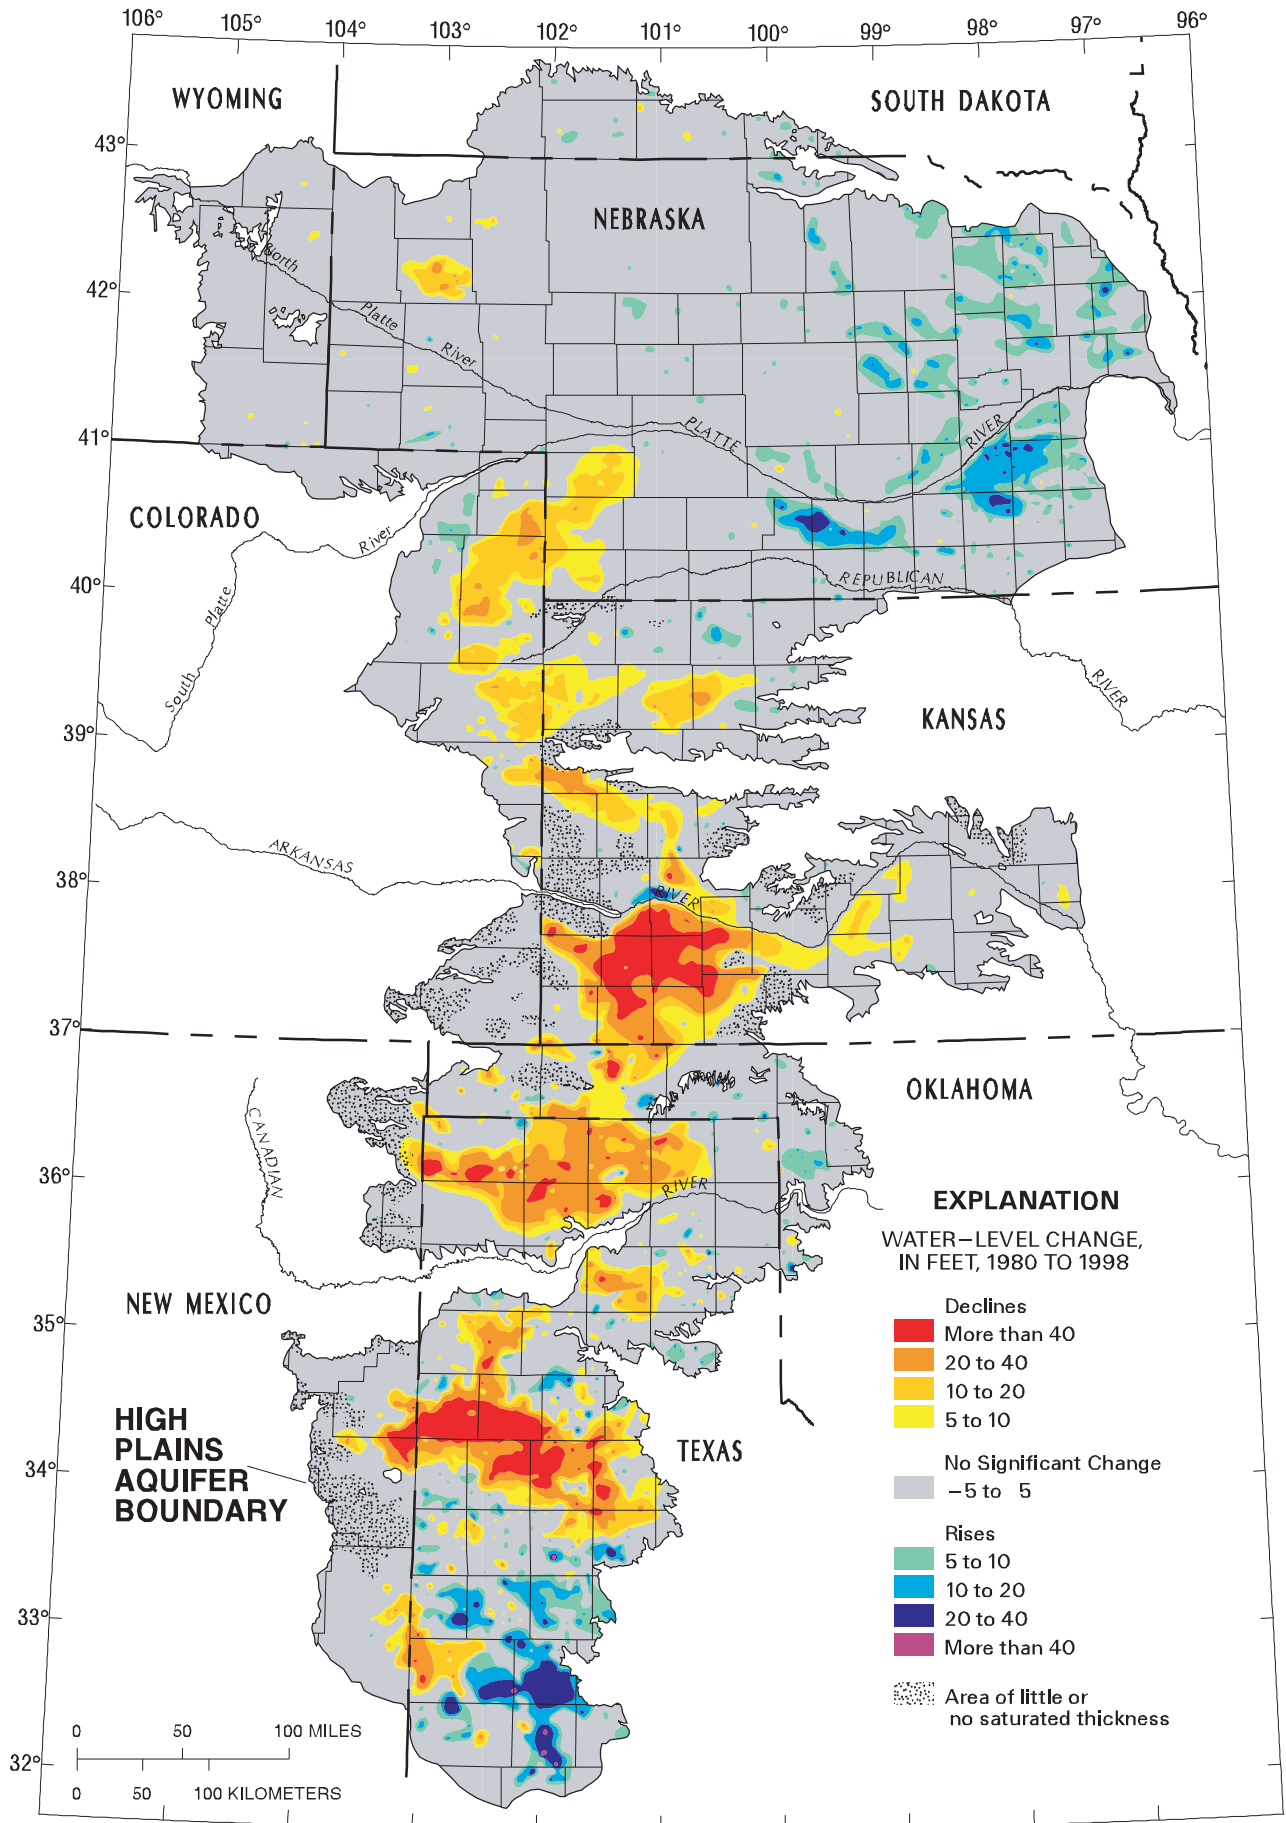 106°
105°
104°
103°
102°
101°
100°
99°
98°
97°
96°
WYOMING
SOUTH DAKOTA
43°
NEBRASKA
North
42°
Platte
River
PLATTE
RIVER
41°
COLORADO
River
40°
REPUBLICAN
Platte
South
RIVER
KANSAS
39°
ARKANSAS
38°
RIVER
37°
OKLAHOMA
CANADIAN
36°
RIVER
EXPLANATION
WATER–LEVEL CHANGE,
IN FEET, 1980 TO 1998
NEW MEXICO
Declines
35°
More than 40
20 to 40
10 to 20
5 to 10
HIGH
PLAINS
AQUIFER
BOUNDARY
TEXAS
34°
No Significant Change
–5 to 5
Rises
5 to 10
10 to 20
33°
20 to 40
More than 40
Area of little or
no saturated thickness
0 50 100 MILES
32°
0 50 100 KILOMETERS